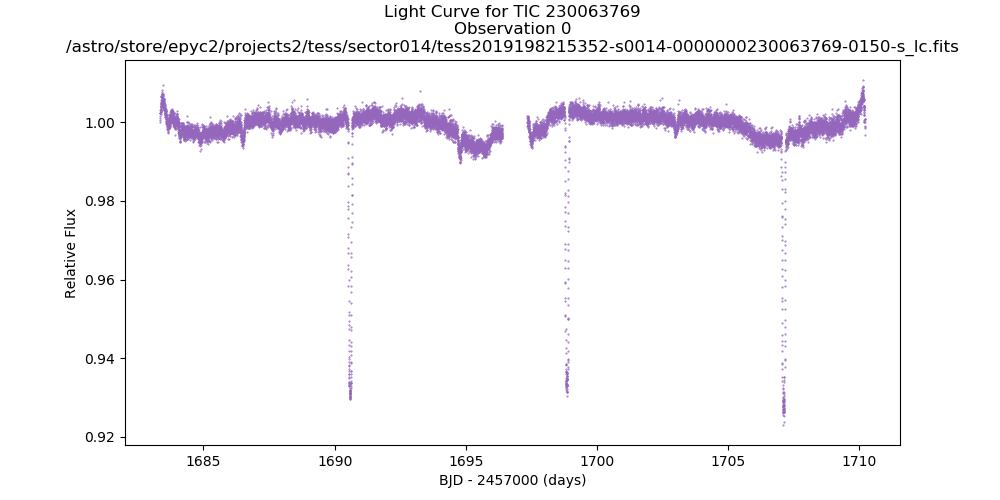 Light Curve for TIC 230063769
Observation 0
/astro/store/epyc2/projects2/tess/sector014/tess2019198215352-s0014-0000000230063769-0150-s_lc.fits
1.00
0.98
0.96
0.94
0.92
Relative Flux
1685
1690
1695
1700
1705
1710
BJD - 2457000 (days)